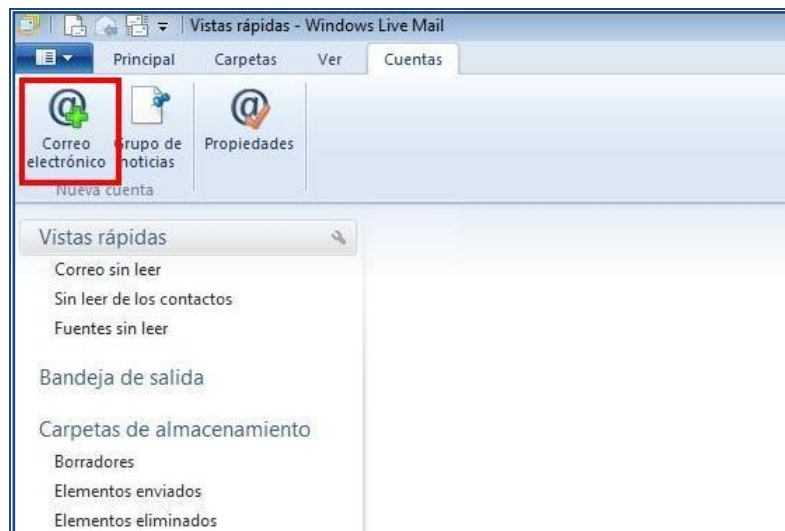 Vistas rápidas - Windows Live Mail
Principal Carpetas Ver Cuentas
Correo electrónico
Grupo de noticias
Propiedades
Nueva cuenta
Vistas rápidas
Correo sin leer
Sin leer de los contactos
Fuentes sin leer
Bandeja de salida
Carpetas de almacenamiento
Borradores
Elementos enviados
Elementos eliminados